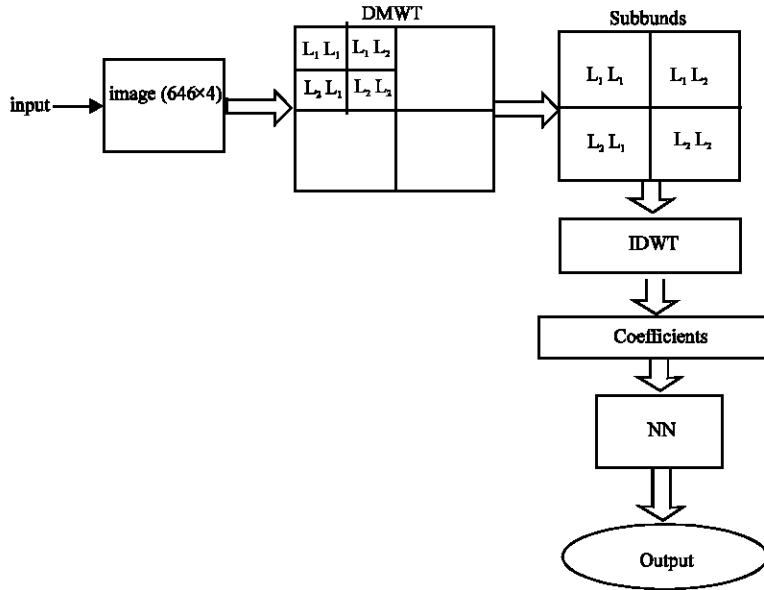 DMWT
Subbunds
L₁ L₁
L₁ L₂
L₂ L₁
L₂ L₂
input
image (646×4)
L₁ L₁
L₁ L₂
L₂ L₁
L₂ L₂
IDWT
Coefficients
NN
Output